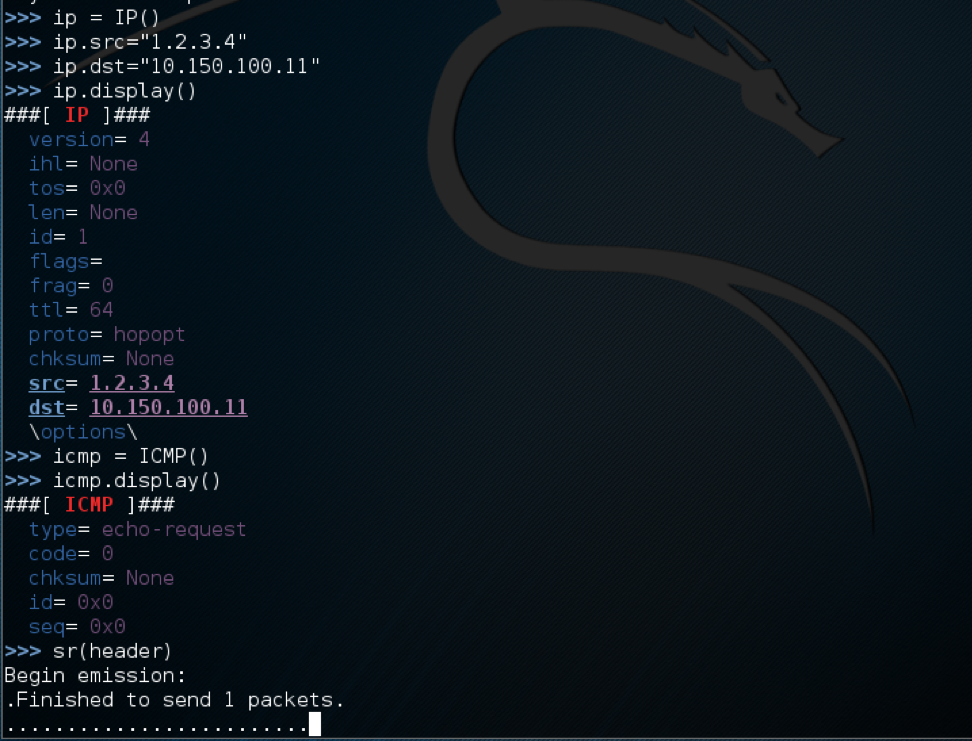 >>> ip = IP()
>>> ip.src="1.2.3.4"
>>> ip.dst="10.150.100.11"
>>> ip.display()
###[ IP ]###
  version= 4
  ihl= None
  tos= 0x0
  len= None
  id= 1
  flags=
  frag= 0
  ttl= 64
  proto= hopopt
  chksum= None
  src= 1.2.3.4
  dst= 10.150.100.11
  \options\
>>> icmp = ICMP()
>>> icmp.display()
###[ ICMP ]###
  type= echo-request
  code= 0
  chksum= None
  id= 0x0
  seq= 0x0
>>> sr(header)
Begin emission:
.Finished to send 1 packets.
.........................